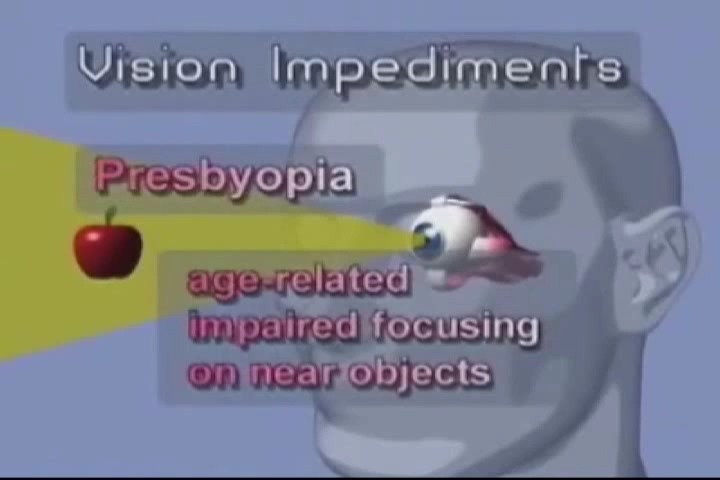 Vision Impediments
Presbyopia
age-related
impaired focusing
on near objects